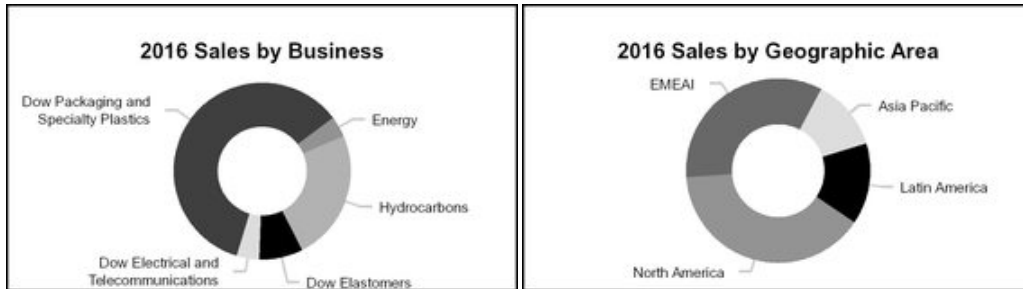 2016 Sales by Business
Dow Packaging and
Specialty Plastics
Energy
Hydrocarbons
Dow Electrical and
Telecommunications
Dow Elastomers
2016 Sales by Geographic Area
EMEAI
Asia Pacific
Latin America
North America